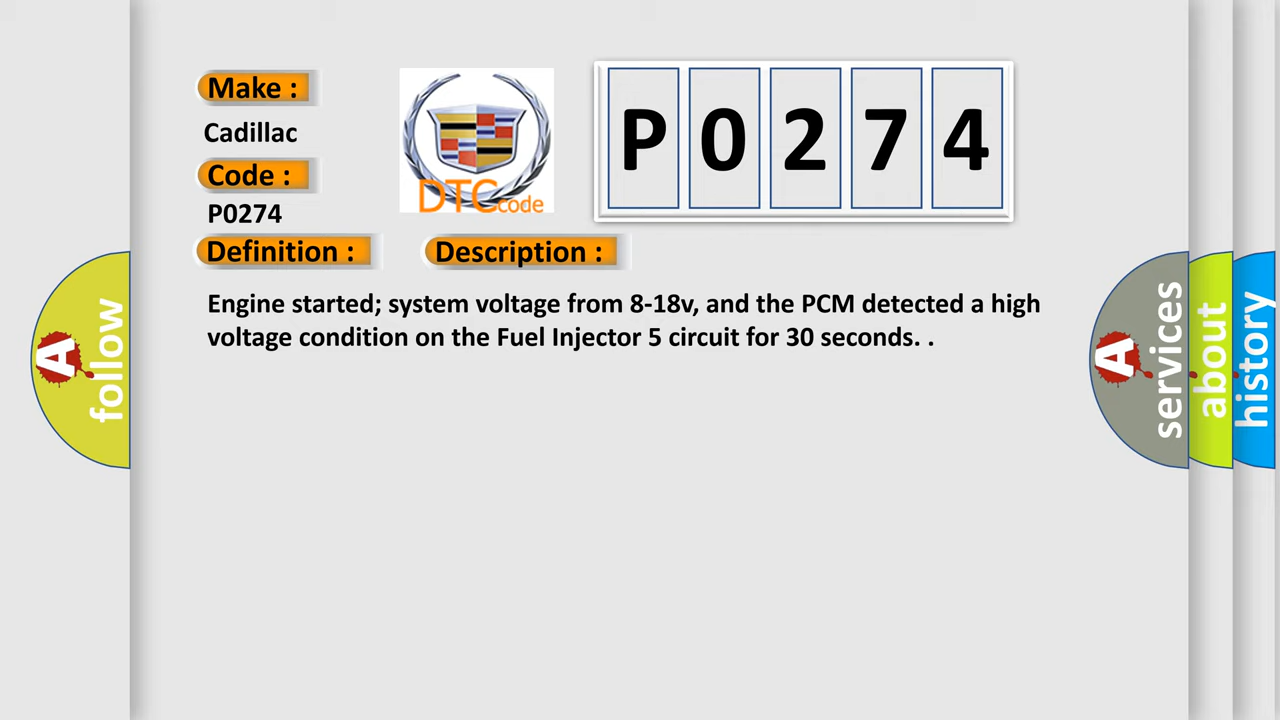 Make :
Cadillac
Code :
P0274
Definition :
Description :
Engine started; system voltage from 8-18v, and the PCM detected a high
voltage condition on the Fuel Injector 5 circuit for 30 seconds. .
DTCcode
P0274
A follow
A services
about
history